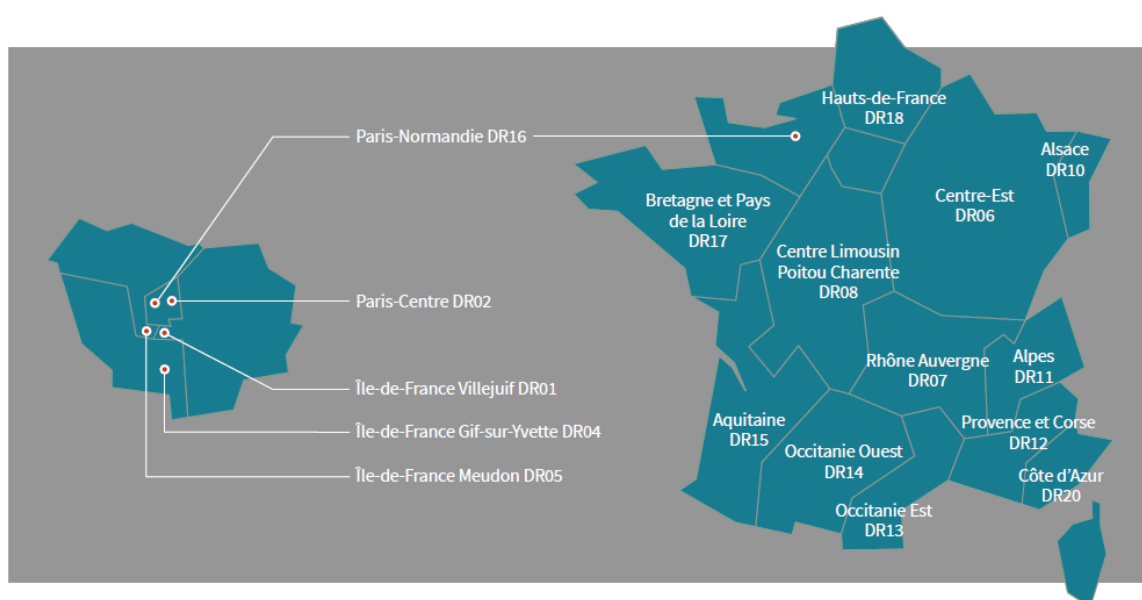 Paris-Normandie DR16
Paris-Centre DR02
Île-de-France Villejuif DR01
Île-de-France Gif-sur-Yvette DR04
Île-de-France Meudon DR05
Hauts-de-France
DR18
Alsace
DR10
Centre-Est
DR06
Bretagne et Pays
de la Loire
DR17
Centre Limousin
Poitou Charente
DR08
Rhône Auvergne
DR07
Alpes
DR11
Aquitaine
DR15
Provence et Corse
DR12
Occitanie Ouest
DR14
Côte d’Azur
DR20
Occitanie Est
DR13